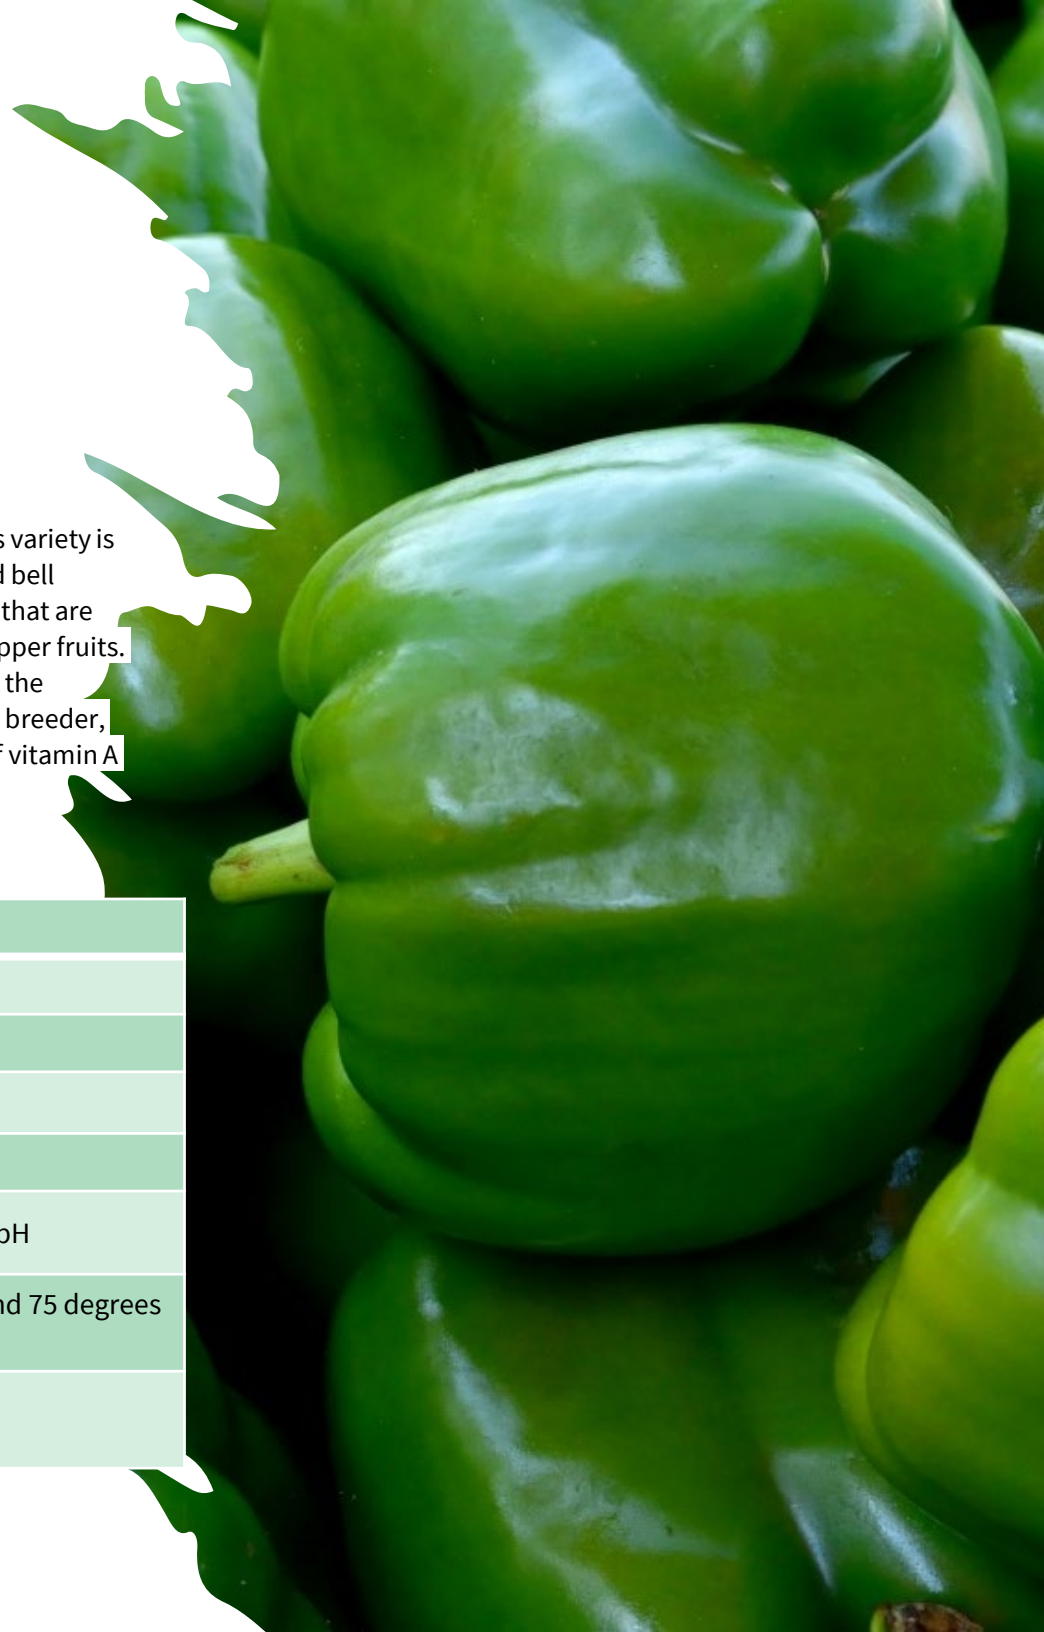 s variety is
d bell
that are
pper fruits.
the
breeder,
f vitamin A
pH
nd 75 degrees